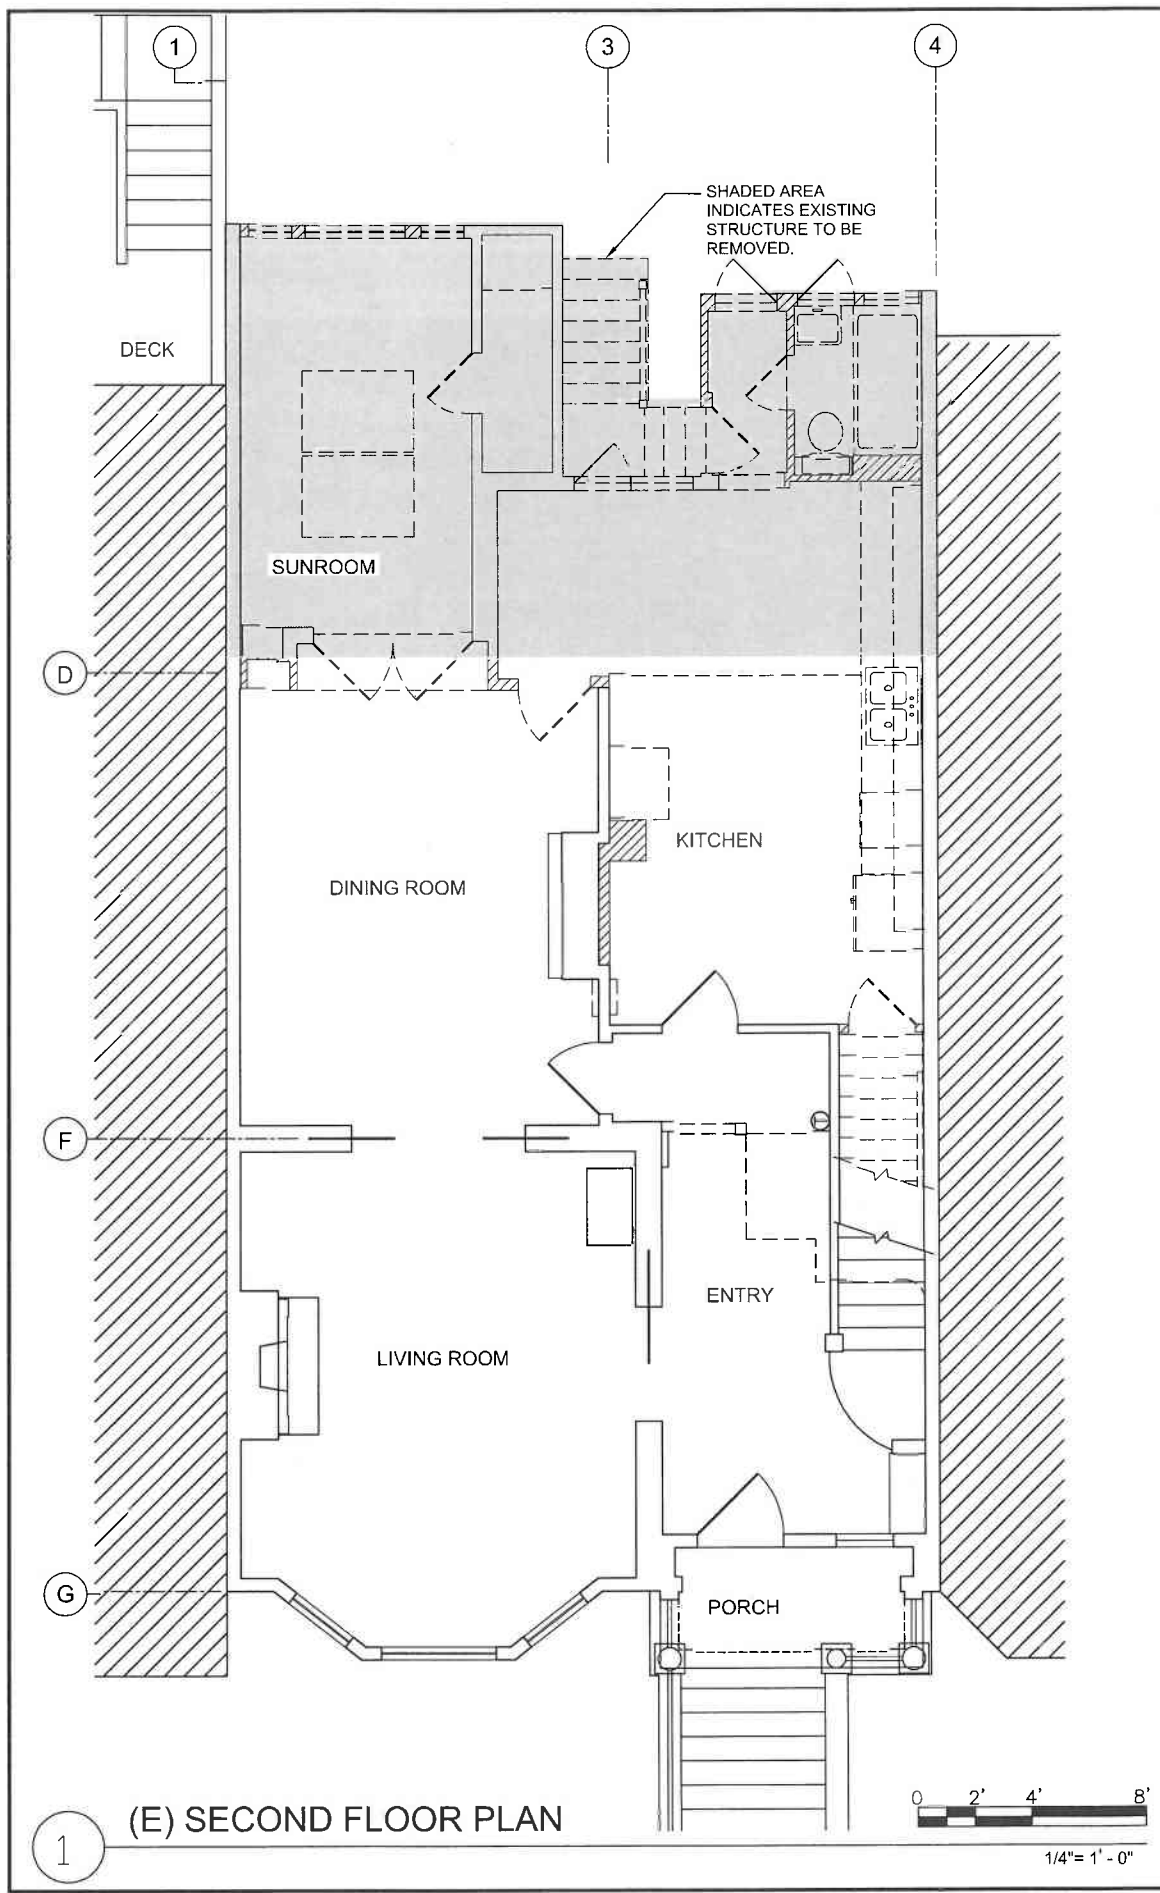 1
3
4
SHADED AREA
INDICATES EXISTING
STRUCTURE TO BE
REMOVED.
DECK
SUNROOM
D
KITCHEN
DINING ROOM
F
ENTRY
LIVING ROOM
G
PORCH
0 2' 4' 8'
1/4"= 1' - 0"
1 (E) SECOND FLOOR PLAN